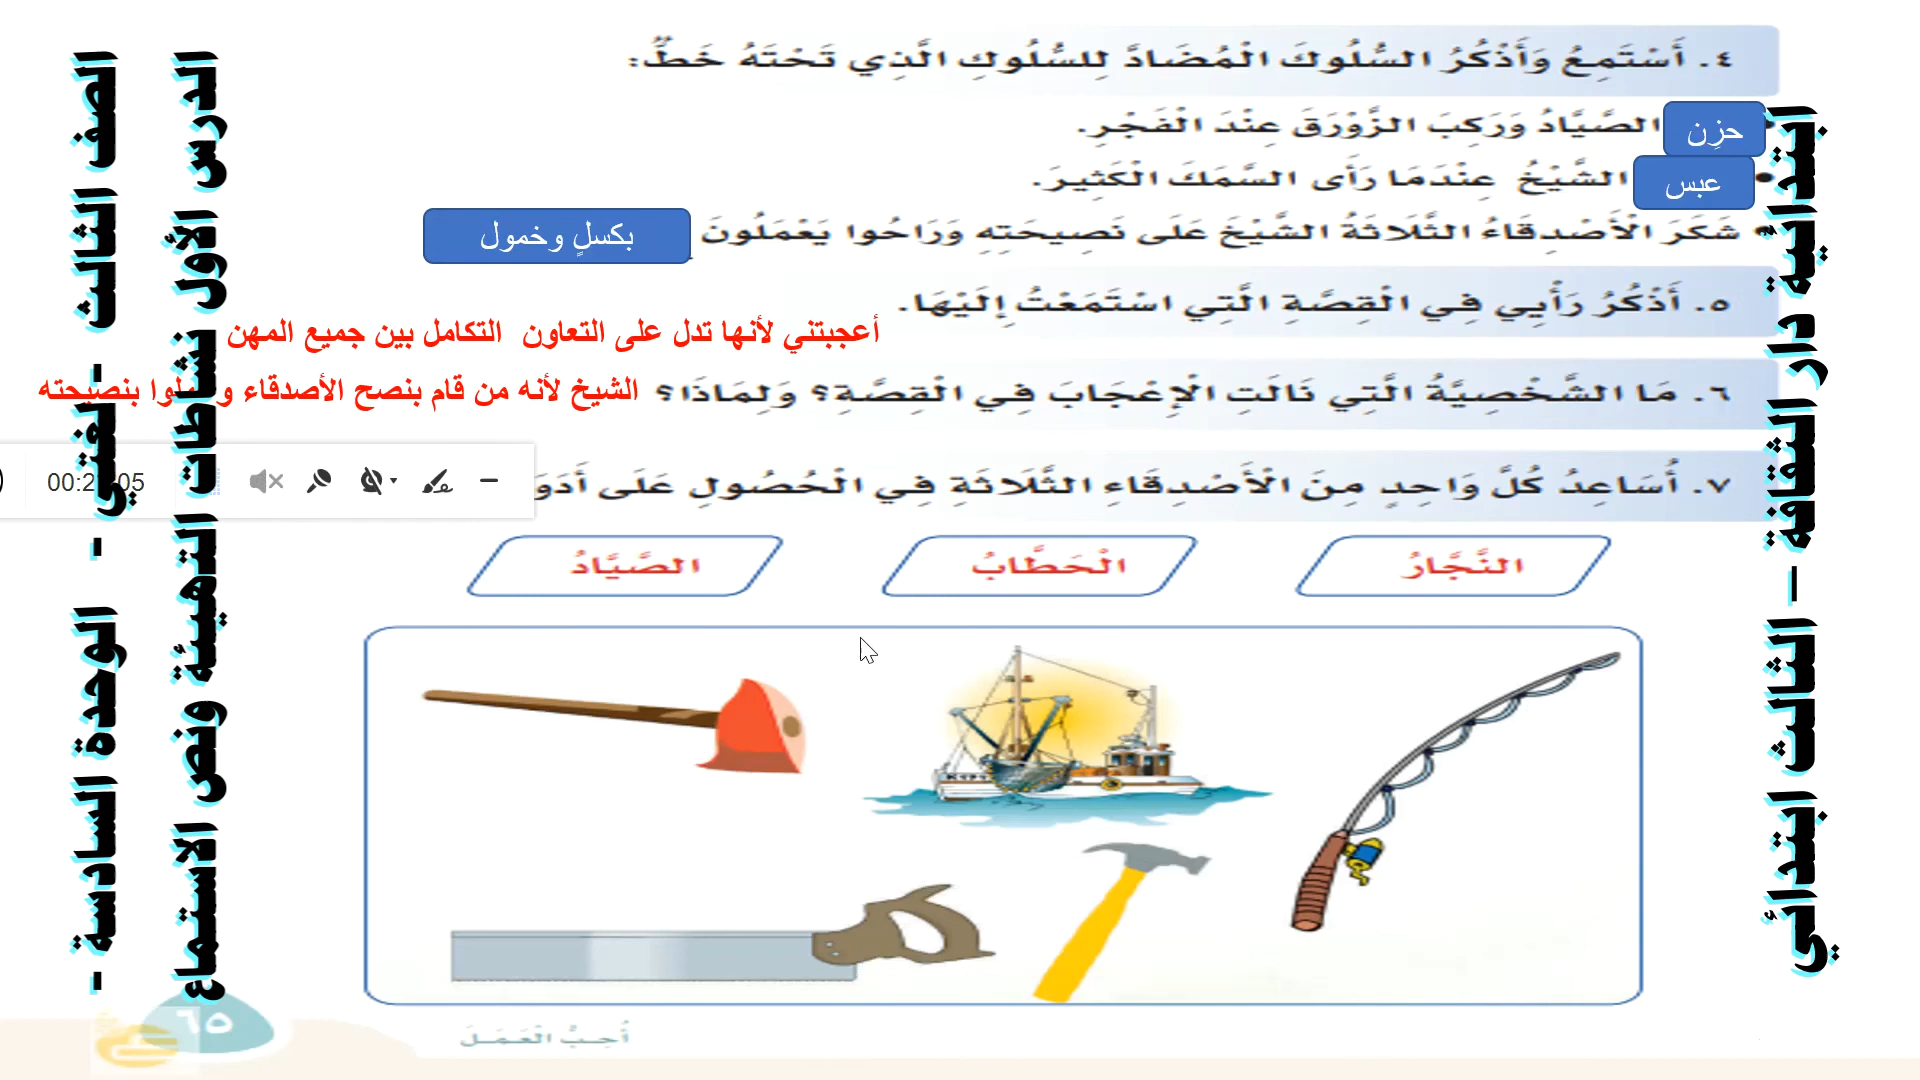 ٤. أَسْتَمِعُ وَأَذْكُرُ السُّلُوكَ الْمُضَادَّ لِلسُّلُوكِ الَّذِي تَحْتَهُ خَطٌّ:
حزِن الصَّيَّادُ وَرَكِبَ الزَّوْرَقَ عِنْدَ الْفَجْرِ.
• عبس الشَّيْخُ عِنْدَمَا رَأَى السَّمَكَ الْكَثِيرَ.
• شَكَرَ الْأَصْدِقَاءُ الثَّلَاثَةُ الشَّيْخَ عَلَى نَصِيحَتِهِ وَرَاحُوا يَعْمَلُونَ بكسلٍ وخمول
٥. أَذْكُرُ رَأْيِي فِي الْقِصَّةِ الَّتِي اسْتَمَعْتُ إِلَيْهَا.
أعجبتني لأنها تدل على التعاون التكامل بين جميع المهن
٦. مَا الشَّخْصِيَّةُ الَّتِي نَالَتِ الْإِعْجَابَ فِي الْقِصَّةِ؟ وَلِمَاذَا؟ الشيخ لأنه من قام بنصح الأصدقاء بنصيحته
٧. أُسَاعِدُ كُلَّ وَاحِدٍ مِنَ الْأَصْدِقَاءِ الثَّلَاثَةِ فِي الْحُصُولِ عَلَى
النَّجَّارُ
الْحَطَّابُ
الصَّيَّادُ
أُحِبُّ الْعَمَلَ
٦٥
ابتدائية دار الثقافة – الثالث ابتدائي
الدرس الأول نشاطات التهيئة ونص الاستماع
الصف الثالث - لغتي - الوحدة السادسة -